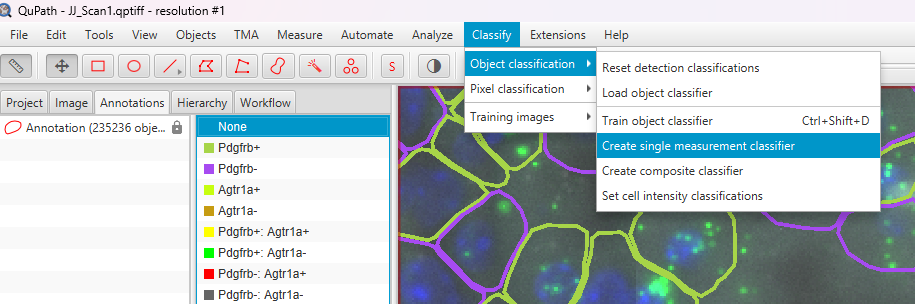 QuPath - JJ_Scan1.qptiff - resolution #1
File Edit Tools View Objects TMA Measure Automate Analyze Classify Extensions Help
S
Object classification
Pixel classification
Training images
Reset detection classifications
Load object classifier
Train object classifier Ctrl+Shift+D
Create single measurement classifier
Create composite classifier
Set cell intensity classifications
Project Image Annotations Hierarchy Workflow
Annotation (235236 obje...
None
Pdgfrb+
Pdgfrb-
Agtr1a+
Agtr1a-
Pdgfrb+: Agtr1a+
Pdgfrb+: Agtr1a-
Pdgfrb-: Agtr1a+
Pdgfrb-: Agtr1a-